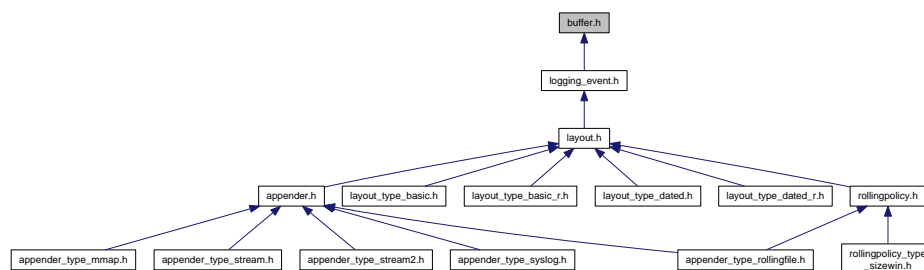 buffer.h
logging_event.h
layout.h
appender.h
layout_type_basic.h
layout_type_basic_r.h
layout_type_dated.h
layout_type_dated_r.h
rollingpolicy.h
appender_type_mmap.h
appender_type_stream.h
appender_type_stream2.h
appender_type_syslog.h
appender_type_rollingfile.h
rollingpolicy_type
_sizewin.h